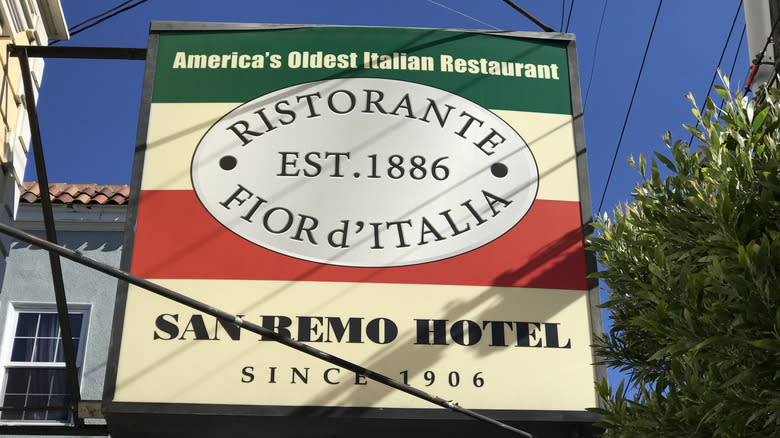 America's Oldest Italian Restaurant
RISTORANTE
EST.1886
FIOR d'ITALIA
SAN REMO HOTEL
SINCE 1906